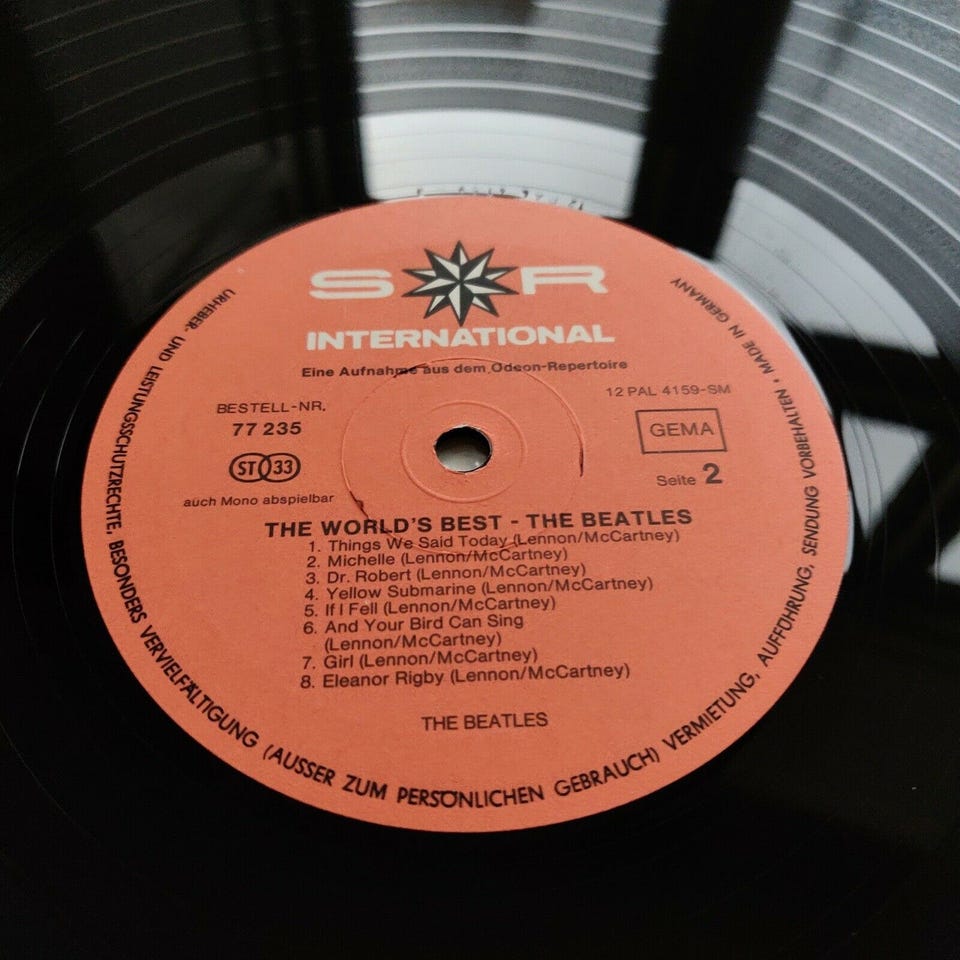 S R
INTERNATIONAL
Eine Aufnahme aus dem Odeon-Repertoire
12 PAL 4159-SM
BESTELL-NR.
77 235
GEMA
ST 33
Seite 2
auch Mono abspielbar
THE WORLD'S BEST - THE BEATLES
1. Things We Said Today (Lennon/McCartney)
2. Michelle (Lennon/McCartney)
3. Dr. Robert (Lennon/McCartney)
4. Yellow Submarine (Lennon/McCartney)
5. If I Fell (Lennon/McCartney)
6. And Your Bird Can Sing
(Lennon/McCartney)
7. Girl (Lennon/McCartney)
8. Eleanor Rigby (Lennon/McCartney)
THE BEATLES
URHEBER- UND LEISTUNGSSCHUTZRECHTE, BESONDERS VERVIELFÄLTIGUNG (AUSSER ZUM PERSÖNLICHEN GEBRAUCH) VERMIETUNG, AUFFÜHRUNG, SENDUNG VORBEHALTEN • MADE IN GERMANY